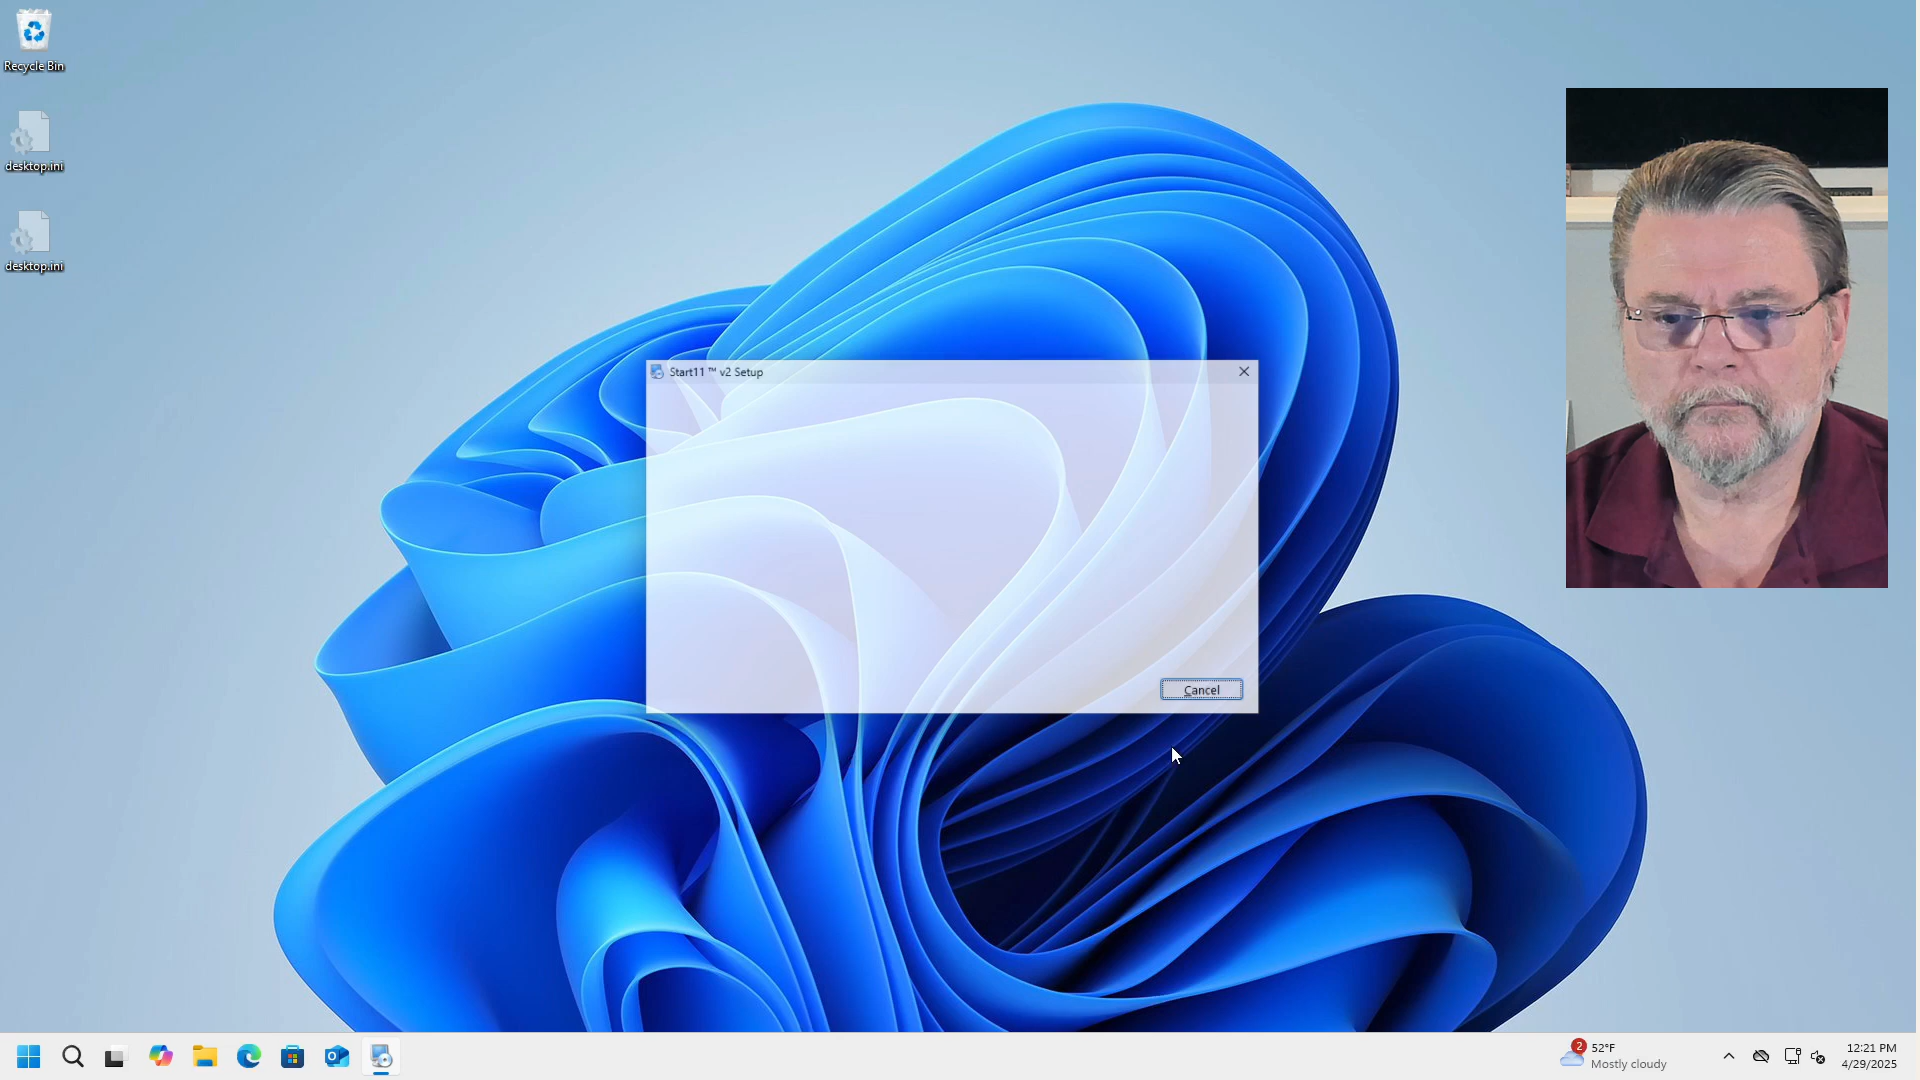 Recycle Bin
desktop.ini
desktop.ini
Start11 ™ v2 Setup
Cancel
2
52°F
Mostly cloudy
12:21 PM
4/29/2025